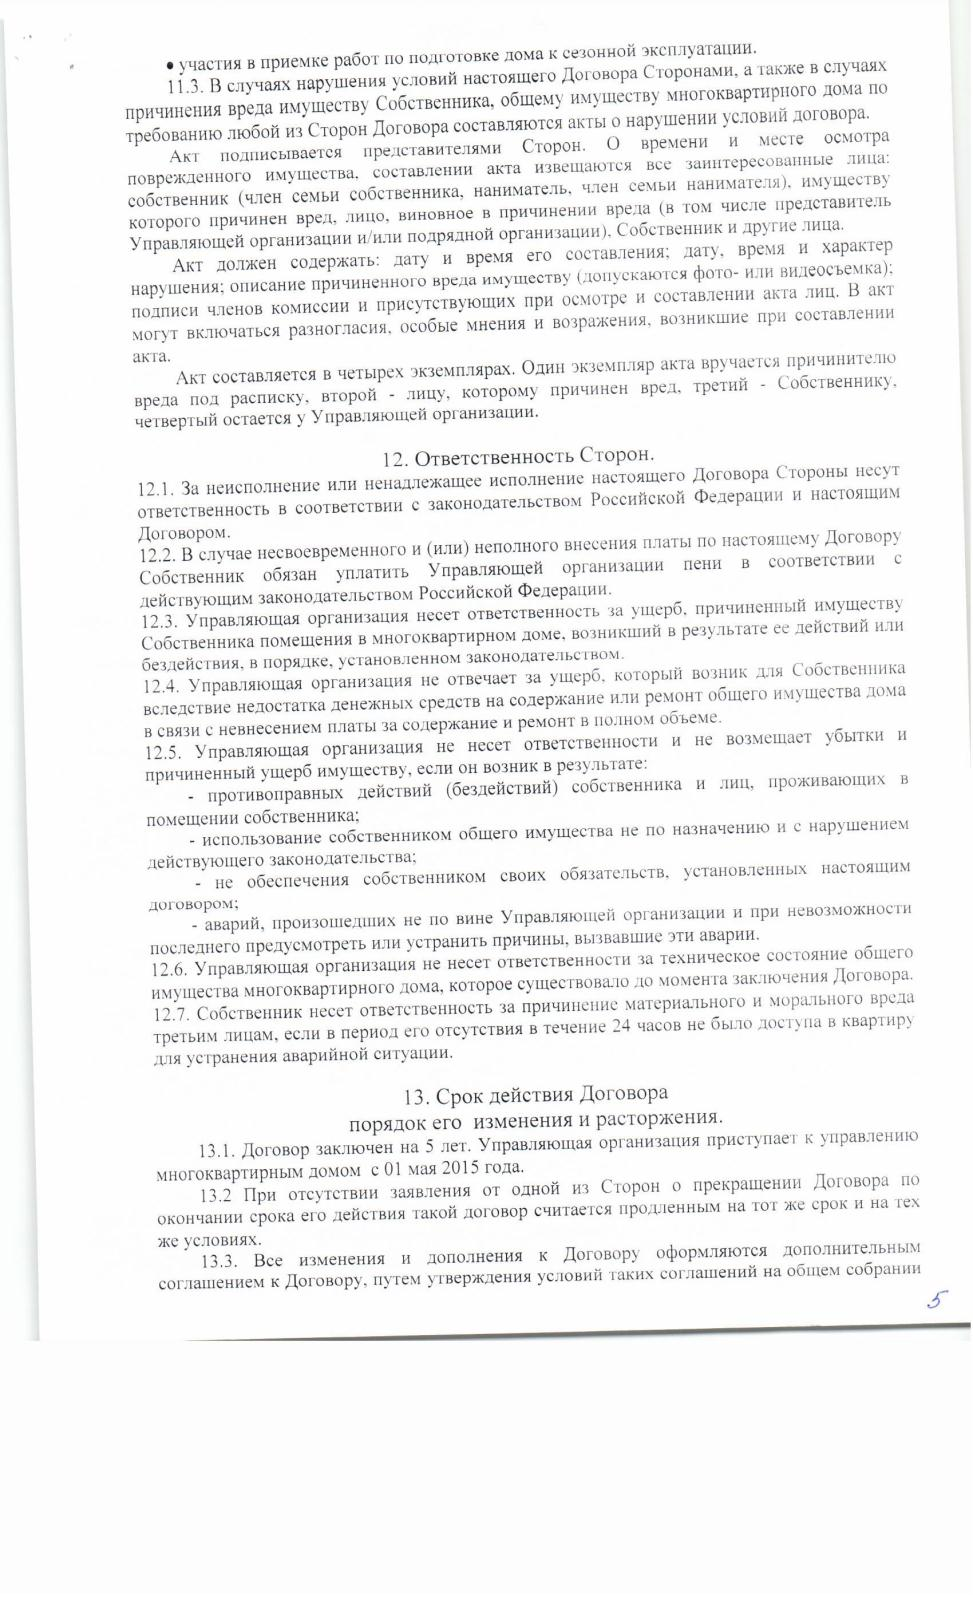 • участия в приемке работ по подготовке дома к сезонной эксплуатации.
11.3. В случаях нарушения условий настоящего Договора Сторонами, а также в случаях
причинения вреда имуществу Собственника, общему имуществу многоквартирного дома по
требованию любой из Сторон Договора составляются акты о нарушении условий договора.
Акт подписывается представителями Сторон. О времени и месте осмотра
поврежденного имущества, составлении акта извещаются все заинтересованные лица:
собственник (член семьи собственника, наниматель, член семьи нанимателя), имуществу
которого причинен вред, лицо, виновное в причинении вреда (в том числе представитель
Управляющей организации и/или подрядной организации), Собственник и другие лица.
Акт должен содержать: дату и время его составления; дату, время и характер
нарушения; описание причиненного вреда имуществу (допускаются фото- или видеосъемка);
подписи членов комиссии и присутствующих при осмотре и составлении акта лиц. В акт
могут включаться разногласия, особые мнения и возражения, возникшие при составлении
акта.
Акт составляется в четырех экземплярах. Один экземпляр акта вручается причинителю
вреда под расписку, второй - лицу, которому причинен вред, третий - Собственнику,
четвертый остается у Управляющей организации.
12. Ответственность Сторон.
12.1. За неисполнение или ненадлежащее исполнение настоящего Договора Стороны несут
ответственность в соответствии с законодательством Российской Федерации и настоящим
Договором.
12.2. В случае несвоевременного и (или) неполного внесения платы по настоящему Договору
Собственник обязан уплатить Управляющей организации пени в соответствии с
действующим законодательством Российской Федерации.
12.3. Управляющая организация несет ответственность за ущерб, причиненный имуществу
Собственника помещения в многоквартирном доме, возникший в результате ее действий или
бездействия, в порядке, установленном законодательством.
12.4. Управляющая организация не отвечает за ущерб, который возник для Собственника
вследствие недостатка денежных средств на содержание или ремонт общего имущества дома
в связи с невнесением платы за содержание и ремонт в полном объеме.
12.5. Управляющая организация не несет ответственности и не возмещает убытки и
причиненный ущерб имуществу, если он возник в результате:
- противоправных действий (бездействий) собственника и лиц, проживающих в
помещении собственника;
- использование собственником общего имущества не по назначению и с нарушением
действующего законодательства;
- не обеспечения собственником своих обязательств, установленных настоящим
договором;
- аварий, произошедших не по вине Управляющей организации и при невозможности
последнего предусмотреть или устранить причины, вызвавшие эти аварии.
12.6. Управляющая организация не несет ответственности за техническое состояние общего
имущества многоквартирного дома, которое существовало до момента заключения Договора.
12.7. Собственник несет ответственность за причинение материального и морального вреда
третьим лицам, если в период его отсутствия в течение 24 часов не было доступа в квартиру
для устранения аварийной ситуации.
13. Срок действия Договора
порядок его изменения и расторжения.
13.1. Договор заключен на 5 лет. Управляющая организация приступает к управлению
многоквартирным домом с 01 мая 2015 года.
13.2 При отсутствии заявления от одной из Сторон о прекращении Договора по
окончании срока его действия такой договор считается продленным на тот же срок и на тех
же условиях.
13.3. Все изменения и дополнения к Договору оформляются дополнительным
соглашением к Договору, путем утверждения условий таких соглашений на общем собрании
5